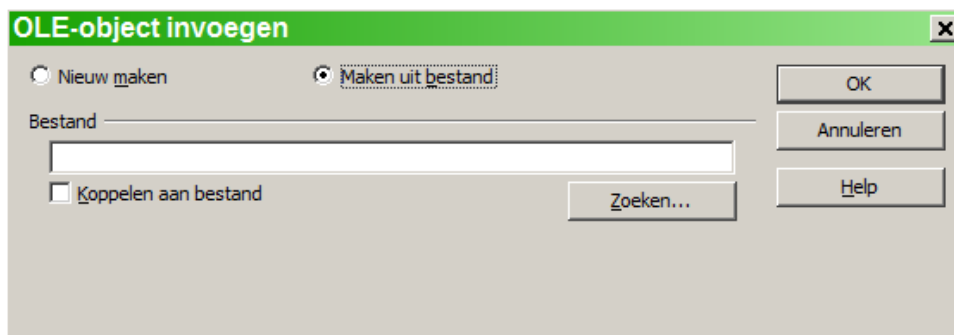 OLE-object invoegen
Nieuw maken
Maken uit bestand
OK
Bestand
Annuleren
Koppelen aan bestand
Zoeken...
Help